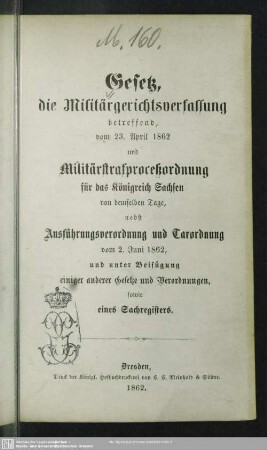 M. 160.
Gesetz,
die Militärgerichtsverfassung
betreffend,
vom 23. April 1862
und
Militärstrafproceßordnung
für das Königreich Sachsen
von demselben Tage,
nebst
Ausführungsverordnung und Taxordnung
vom 2. Juni 1862,
und unter Beifügung
einiger anderer Gesetze und Verordnungen,
sowie
eines Sachregisters.
Dresden,
Druck der Königl. Hofbuchdruckerei von C. C. Meinhold & Söhne.
1862.